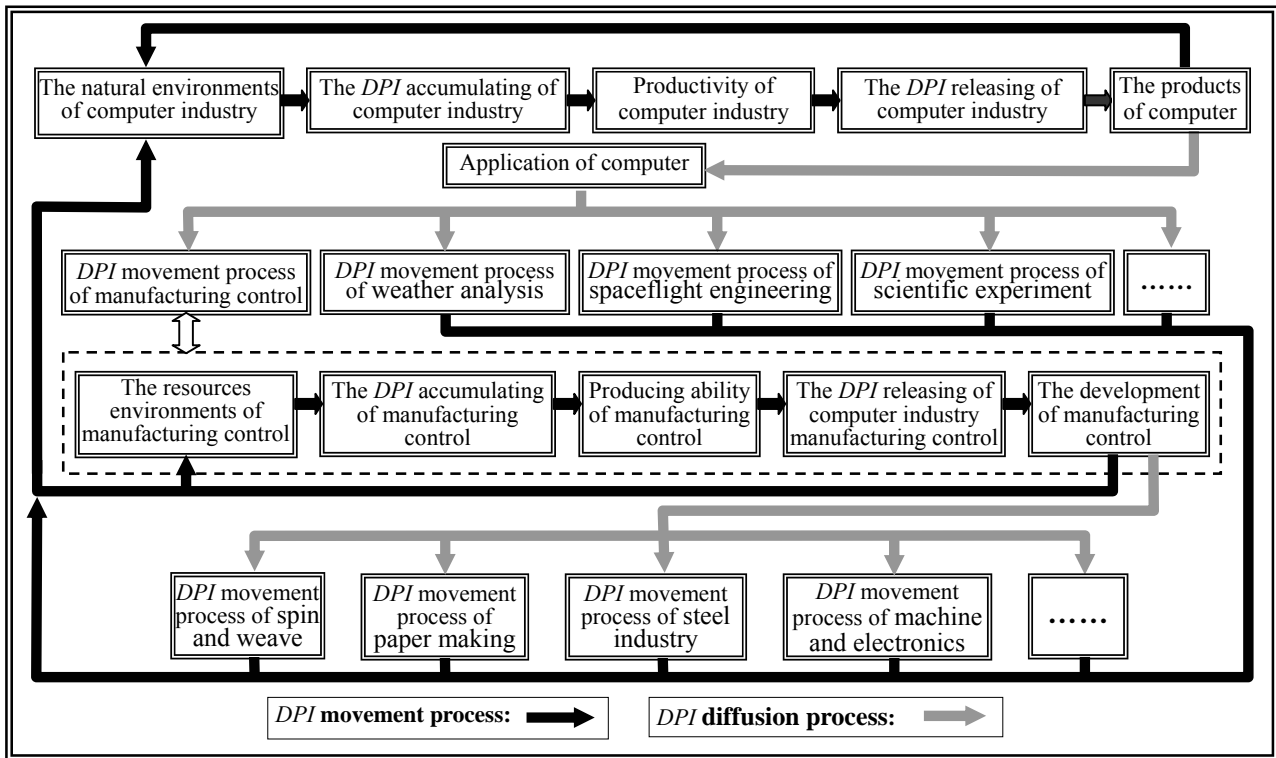 The natural environments
of computer industry
The DPI accumulating of
computer industry
Productivity of
computer industry
The DPI releasing of
computer industry
The products
of computer
Application of computer
DPI movement process
of manufacturing control
DPI movement process
of weather analysis
DPI movement process of
spaceflight engineering
DPI movement process of
scientific experiment
……
The resources
environments of
manufacturing control
The DPI accumulating
of manufacturing
control
Producing ability
of manufacturing
control
The DPI releasing of
computer industry
manufacturing control
The development
of manufacturing
control
DPI movement
process of spin
and weave
DPI movement
process of
paper making
DPI movement
process of steel
industry
DPI movement
process of machine
and electronics
……
DPI movement process:
DPI diffusion process: